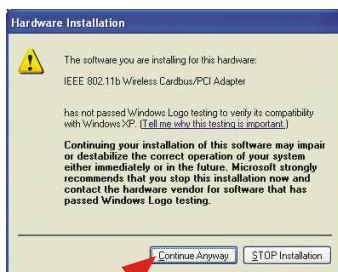 Hardware Installation
The software you are installing for this hardware:
IEEE 802.11b Wireless Cardbus/PCI Adapter
has not passed Windows Logo testing to verify its compatibility
with Windows XP. (Tell me why this testing is important.)
Continuing your installation of this software may impair
or destabilize the correct operation of your system
either immediately or in the future. Microsoft strongly
recommends that you stop this installation now and
contact the hardware vendor for software that has
passed Windows Logo testing.
Continue Anyway STOP Installation